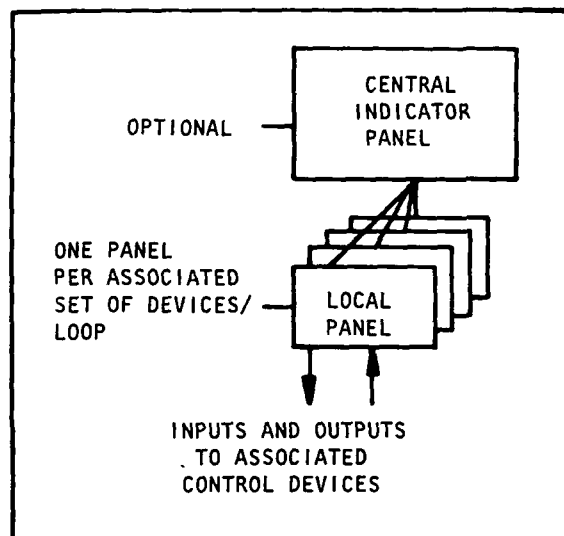 CENTRAL
INDICATOR
PANEL
OPTIONAL
ONE PANEL
PER ASSOCIATED
SET OF DEVICES/
LOOP
LOCAL
PANEL
INPUTS AND OUTPUTS
TO ASSOCIATED
CONTROL DEVICES